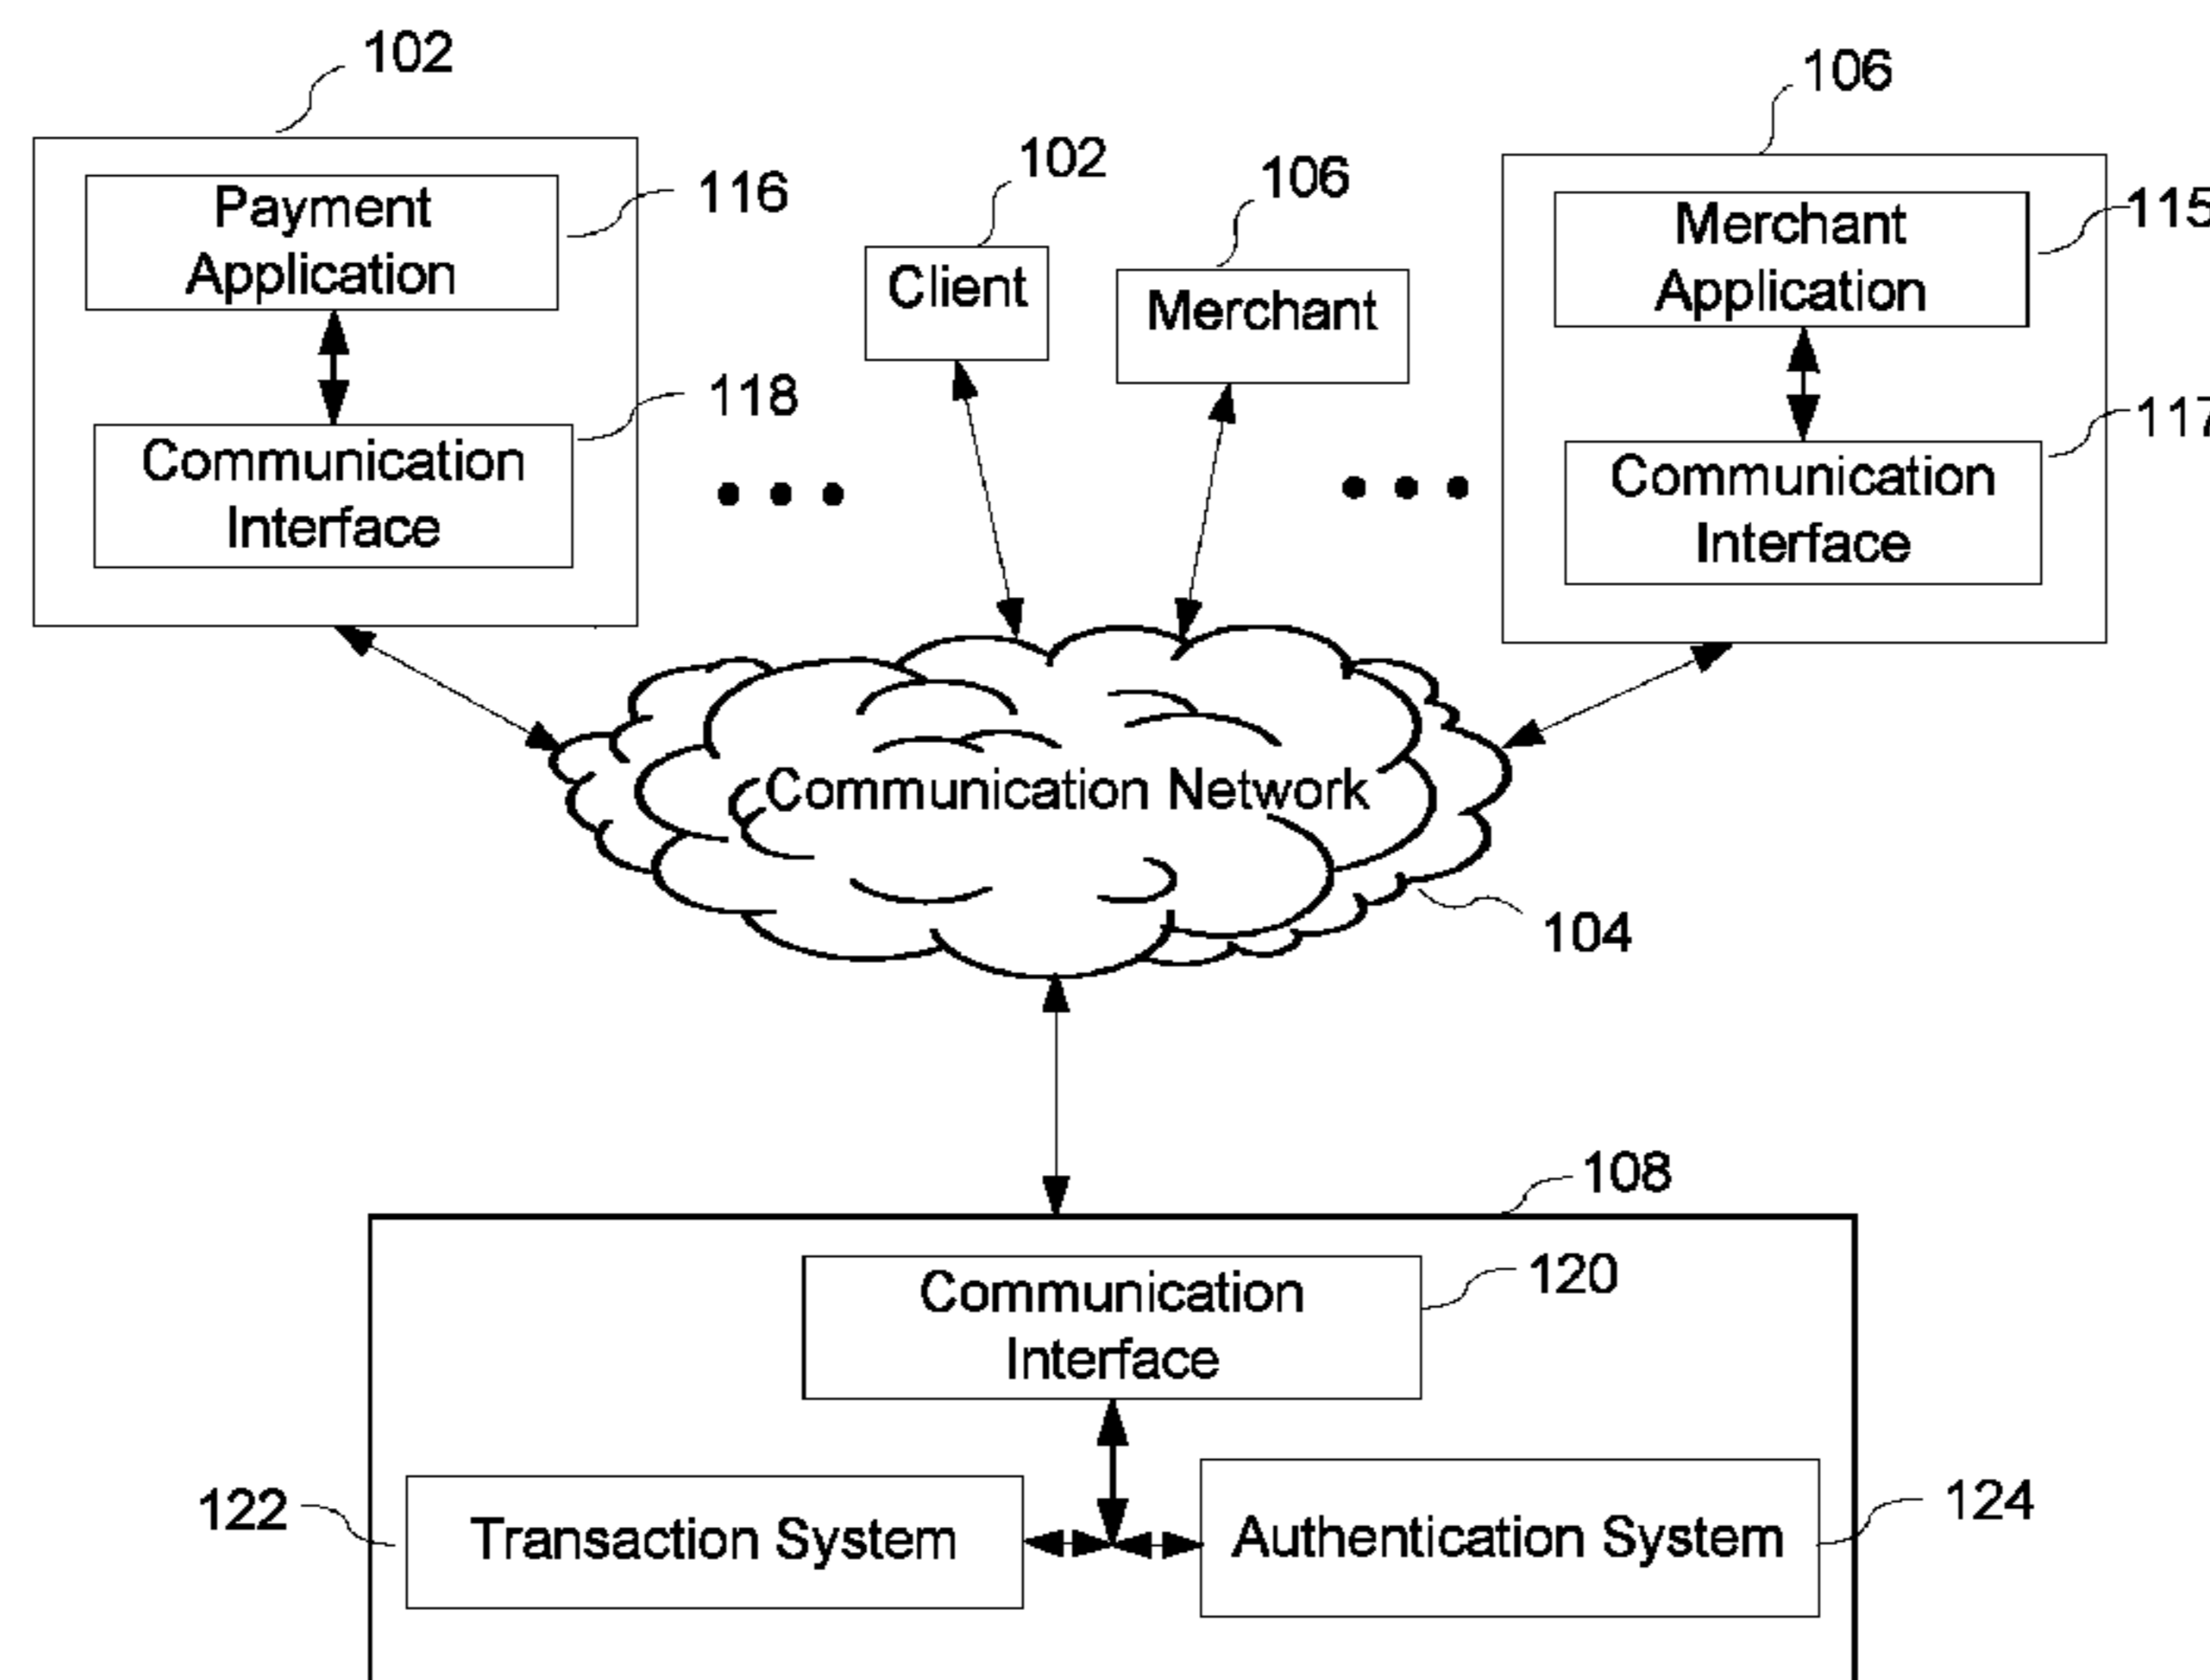 102
106
102
106
Payment
Application
116
Merchant
Application
115
Client
Merchant
118
Communication
Interface
117
Communication
Interface
Communication Network
104
108
Communication
Interface
120
122
Transaction System
Authentication System
124